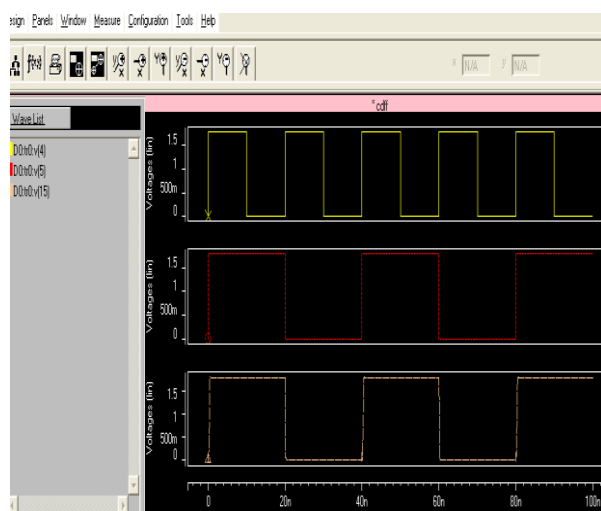 esign Panels Window Measure Configuration Tools Help
f(x)
x N/A y N/A
* cdff
Wave List
D0:tr0:v(4)
D0:tr0:v(5)
D0:tr0:v(15)
Voltages (lin)
1.5
1
500m
0
Voltages (lin)
1.5
1
500m
0
Voltages (lin)
1.5
1
500m
0
0 20n 40n 60n 80n 100n